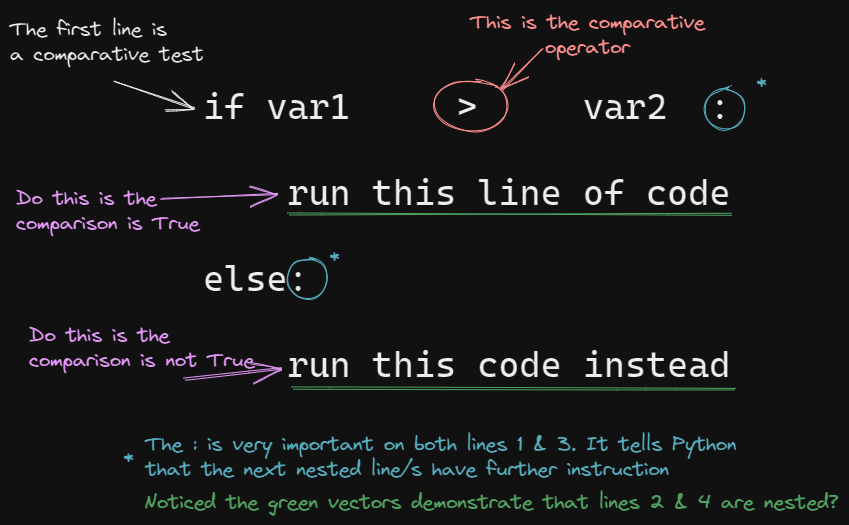 The first line is
a comparative test
This is the comparative
operator
if var1 > var2 : *
Do this is the
comparison is True
run this line of code
else: *
Do this is the
comparison is not True
run this code instead
* The : is very important on both lines 1 & 3. It tells Python
that the next nested line/s have further instruction
Noticed the green vectors demonstrate that lines 2 & 4 are nested?